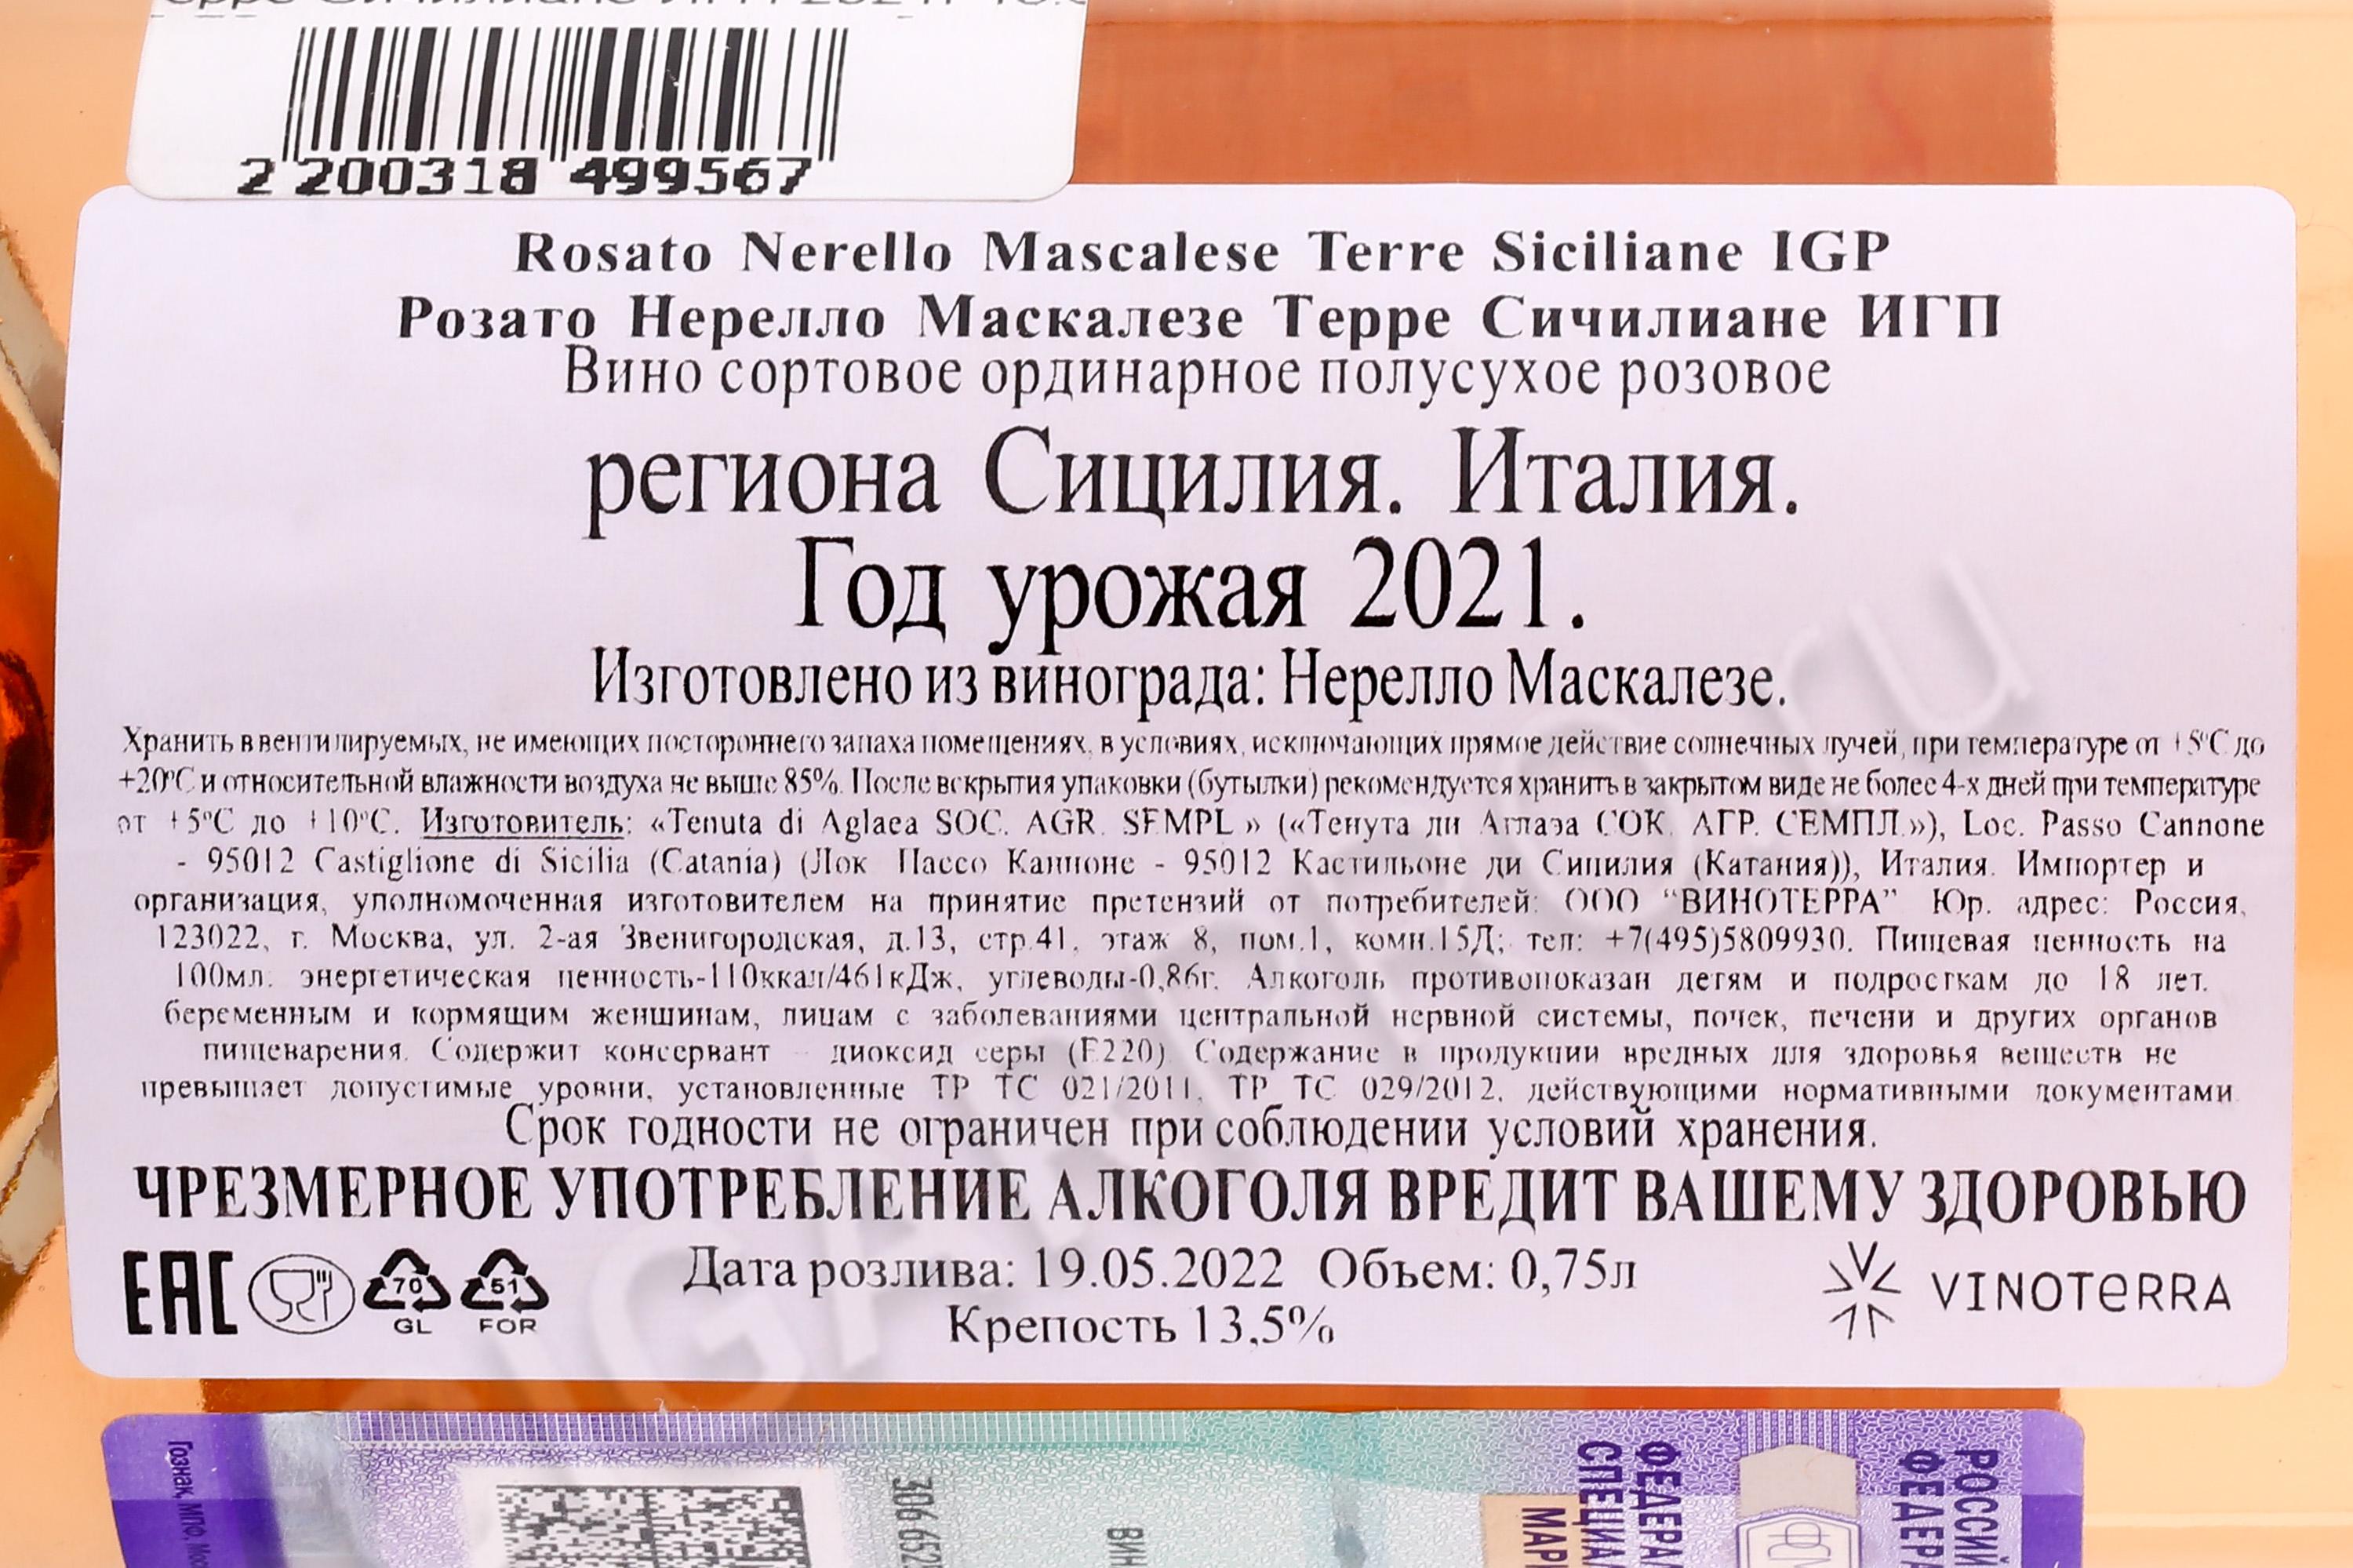 2 200318 499567
Rosato Nerello Mascalese Terre Siciliane IGP
Розато Нерелло Маскалезе Терре Сичилиане ИГП
Вино сортовое ординарное полусухое розовое
региона Сицилия. Италия.
Год урожая 2021.
Изготовлено из винограда: Нерелло Маскалезе.
Хранить в вентилируемых, не имеющих постороннего запаха помещениях, в условиях, исключающих прямое действие солнечных лучей, при температуре от +5ºС до
+20ºС и относительной влажности воздуха не выше 85%. После вскрытия упаковки (бутылки) рекомендуется хранить в закрытом виде не более 4-х дней при температуре
от +5ºС до +10ºС. Изготовитель: «Tenuta di Aglaea SOC. AGR. SEMPL.» («Тенута ди Аглаэа СОК. АГР. СЕМПЛ.»), Loc. Passo Cannone
- 95012 Castiglione di Sicilia (Catania) (Лок Пассо Канноне - 95012 Кастильоне ди Сицилия (Катания)), Италия. Импортер и
организация, уполномоченная изготовителем на принятие претензий от потребителей: ООО “ВИНОТЕРРА” Юр. адрес: Россия,
123022, г. Москва, ул. 2-ая Звенигородская, д.13, стр.41, этаж 8, пом.1, комн.15Д; тел: +7(495)5809930. Пищевая ценность на
100мл. энергетическая ценность-110ккал/461кДж, углеводы-0,86г. Алкоголь противопоказан детям и подросткам до 18 лет.
беременным и кормящим женщинам, лицам с заболеваниями центральной нервной системы, почек, печени и других органов
пищеварения. Содержит консервант – диоксид серы (Е220). Содержание в продукции вредных для здоровья веществ не
превышает допустимые уровни, установленные ТР ТС 021/2011, ТР ТС 029/2012, действующими нормативными документами.
Срок годности не ограничен при соблюдении условий хранения.
ЧРЕЗМЕРНОЕ УПОТРЕБЛЕНИЕ АЛКОГОЛЯ ВРЕДИТ ВАШЕМУ ЗДОРОВЬЮ
EAC 70 GL 51 FOR
Дата розлива: 19.05.2022 Объем: 0,75л
Крепость 13,5%
VINOTERRA
Гознак, МПФ,
306 652